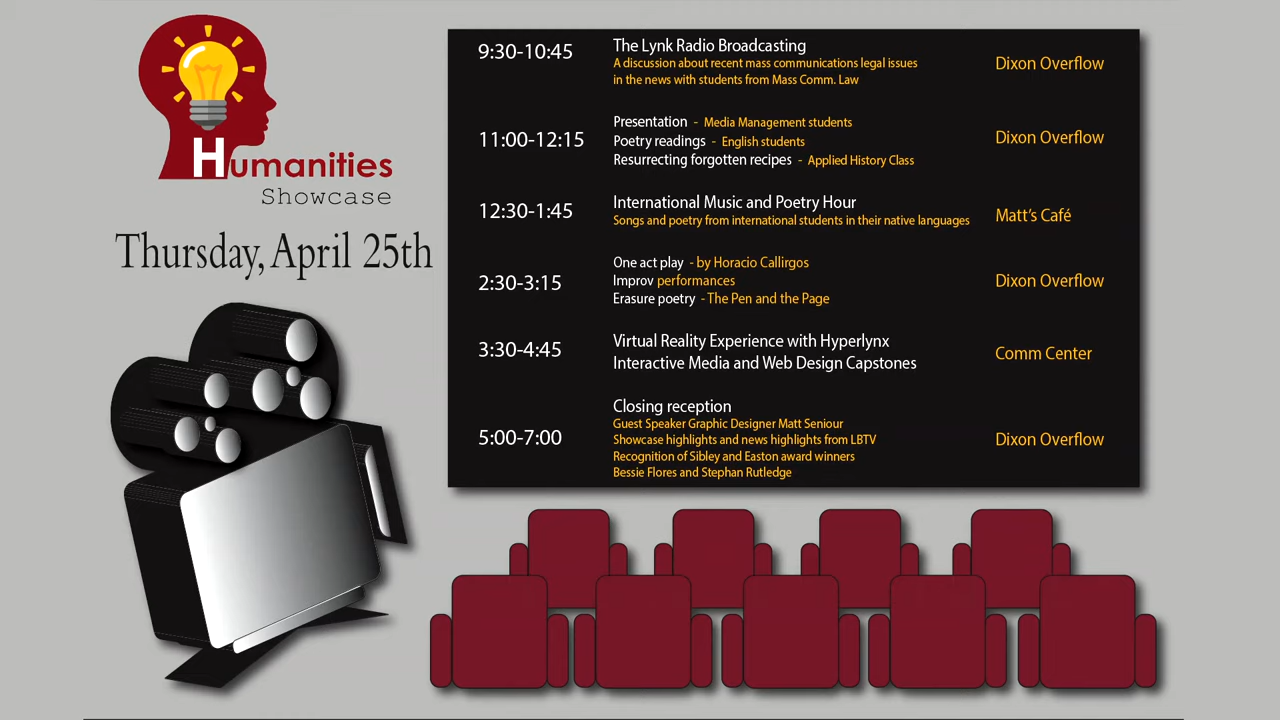 Humanities
Showcase
Thursday, April 25th
9:30-10:45
The Lynk Radio Broadcasting
A discussion about recent mass communications legal issues
in the news with students from Mass Comm. Law
Dixon Overflow
11:00-12:15
Presentation - Media Management students
Poetry readings - English students
Resurrecting forgotten recipes - Applied History Class
Dixon Overflow
12:30-1:45
International Music and Poetry Hour
Songs and poetry from international students in their native languages
Matt's Café
2:30-3:15
One act play - by Horacio Callirgos
Improv performances
Erasure poetry - The Pen and the Page
Dixon Overflow
3:30-4:45
Virtual Reality Experience with Hyperlynx
Interactive Media and Web Design Capstones
Comm Center
5:00-7:00
Closing reception
Guest Speaker Graphic Designer Matt Seniour
Showcase highlights and news highlights from LBTV
Recognition of Sibley and Easton award winners
Bessie Flores and Stephan Rutledge
Dixon Overflow